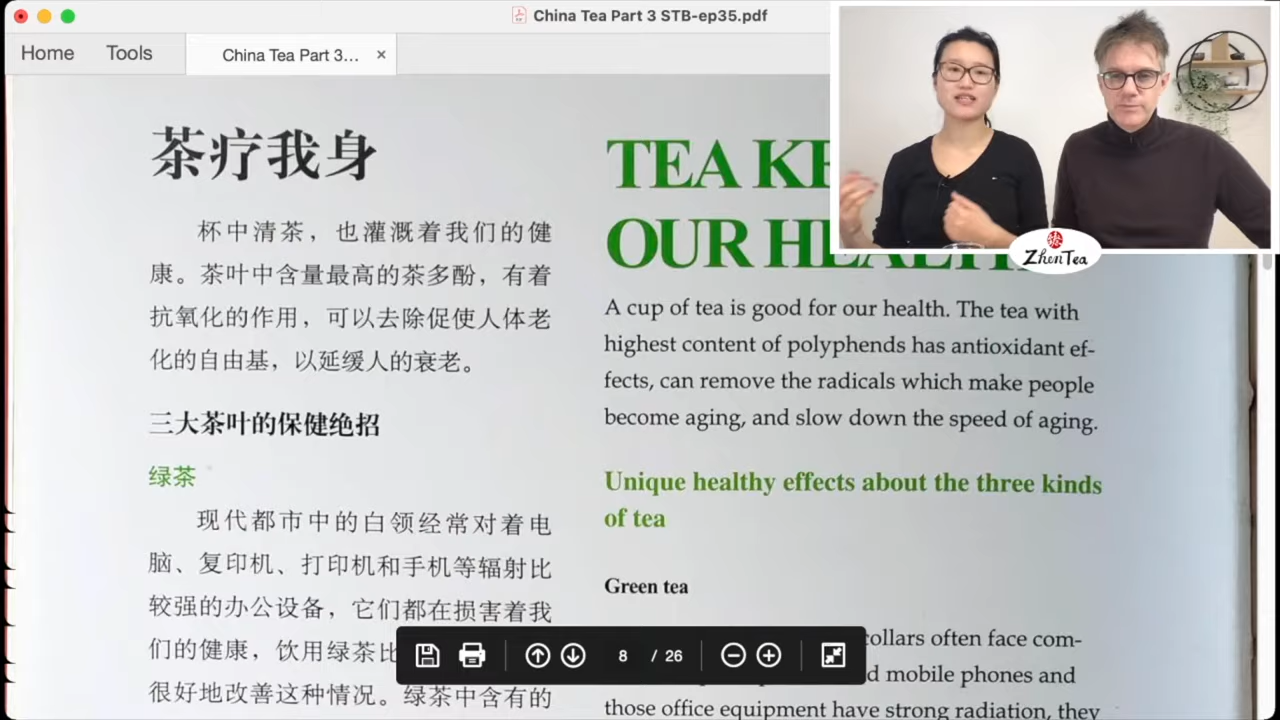 China Tea Part 3 STB-ep35.pdf
Home
Tools
China Tea Part 3...
Zhen Tea
茶疗我身
杯中清茶，也灌溉着我们的健
康。茶叶中含量最高的茶多酚，有着
抗氧化的作用，可以去除促使人体老
化的自由基，以延缓人的衰老。
三大茶叶的保健绝招
绿茶
现代都市中的白领经常对着电
脑、复印机、打印机和手机等辐射比
较强的办公设备，它们都在损害着我
们的健康，饮用绿茶比
很好地改善这种情况。绿茶中含有的
TEA KE
OUR HEALTH
A cup of tea is good for our health. The tea with
highest content of polyphends has antioxidant ef-
fects, can remove the radicals which make people
become aging, and slow down the speed of aging.
Unique healthy effects about the three kinds
of tea
Green tea
collars often face com-
d mobile phones and
those office equipment have strong radiation, they
8 / 26